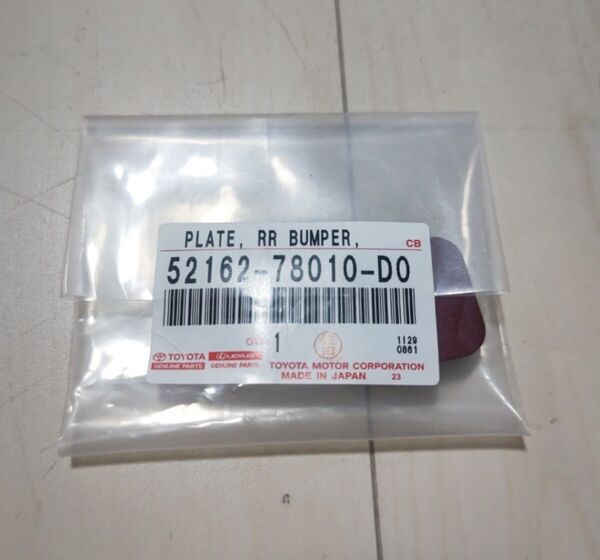 PLATE, RR BUMPER,
CB
52162-78010-D0
QTY 1
1129
0861
TOYOTA
GENUINE PARTS
LEXUS
GENUINE PARTS
TOYOTA MOTOR CORPORATION
MADE IN JAPAN 23